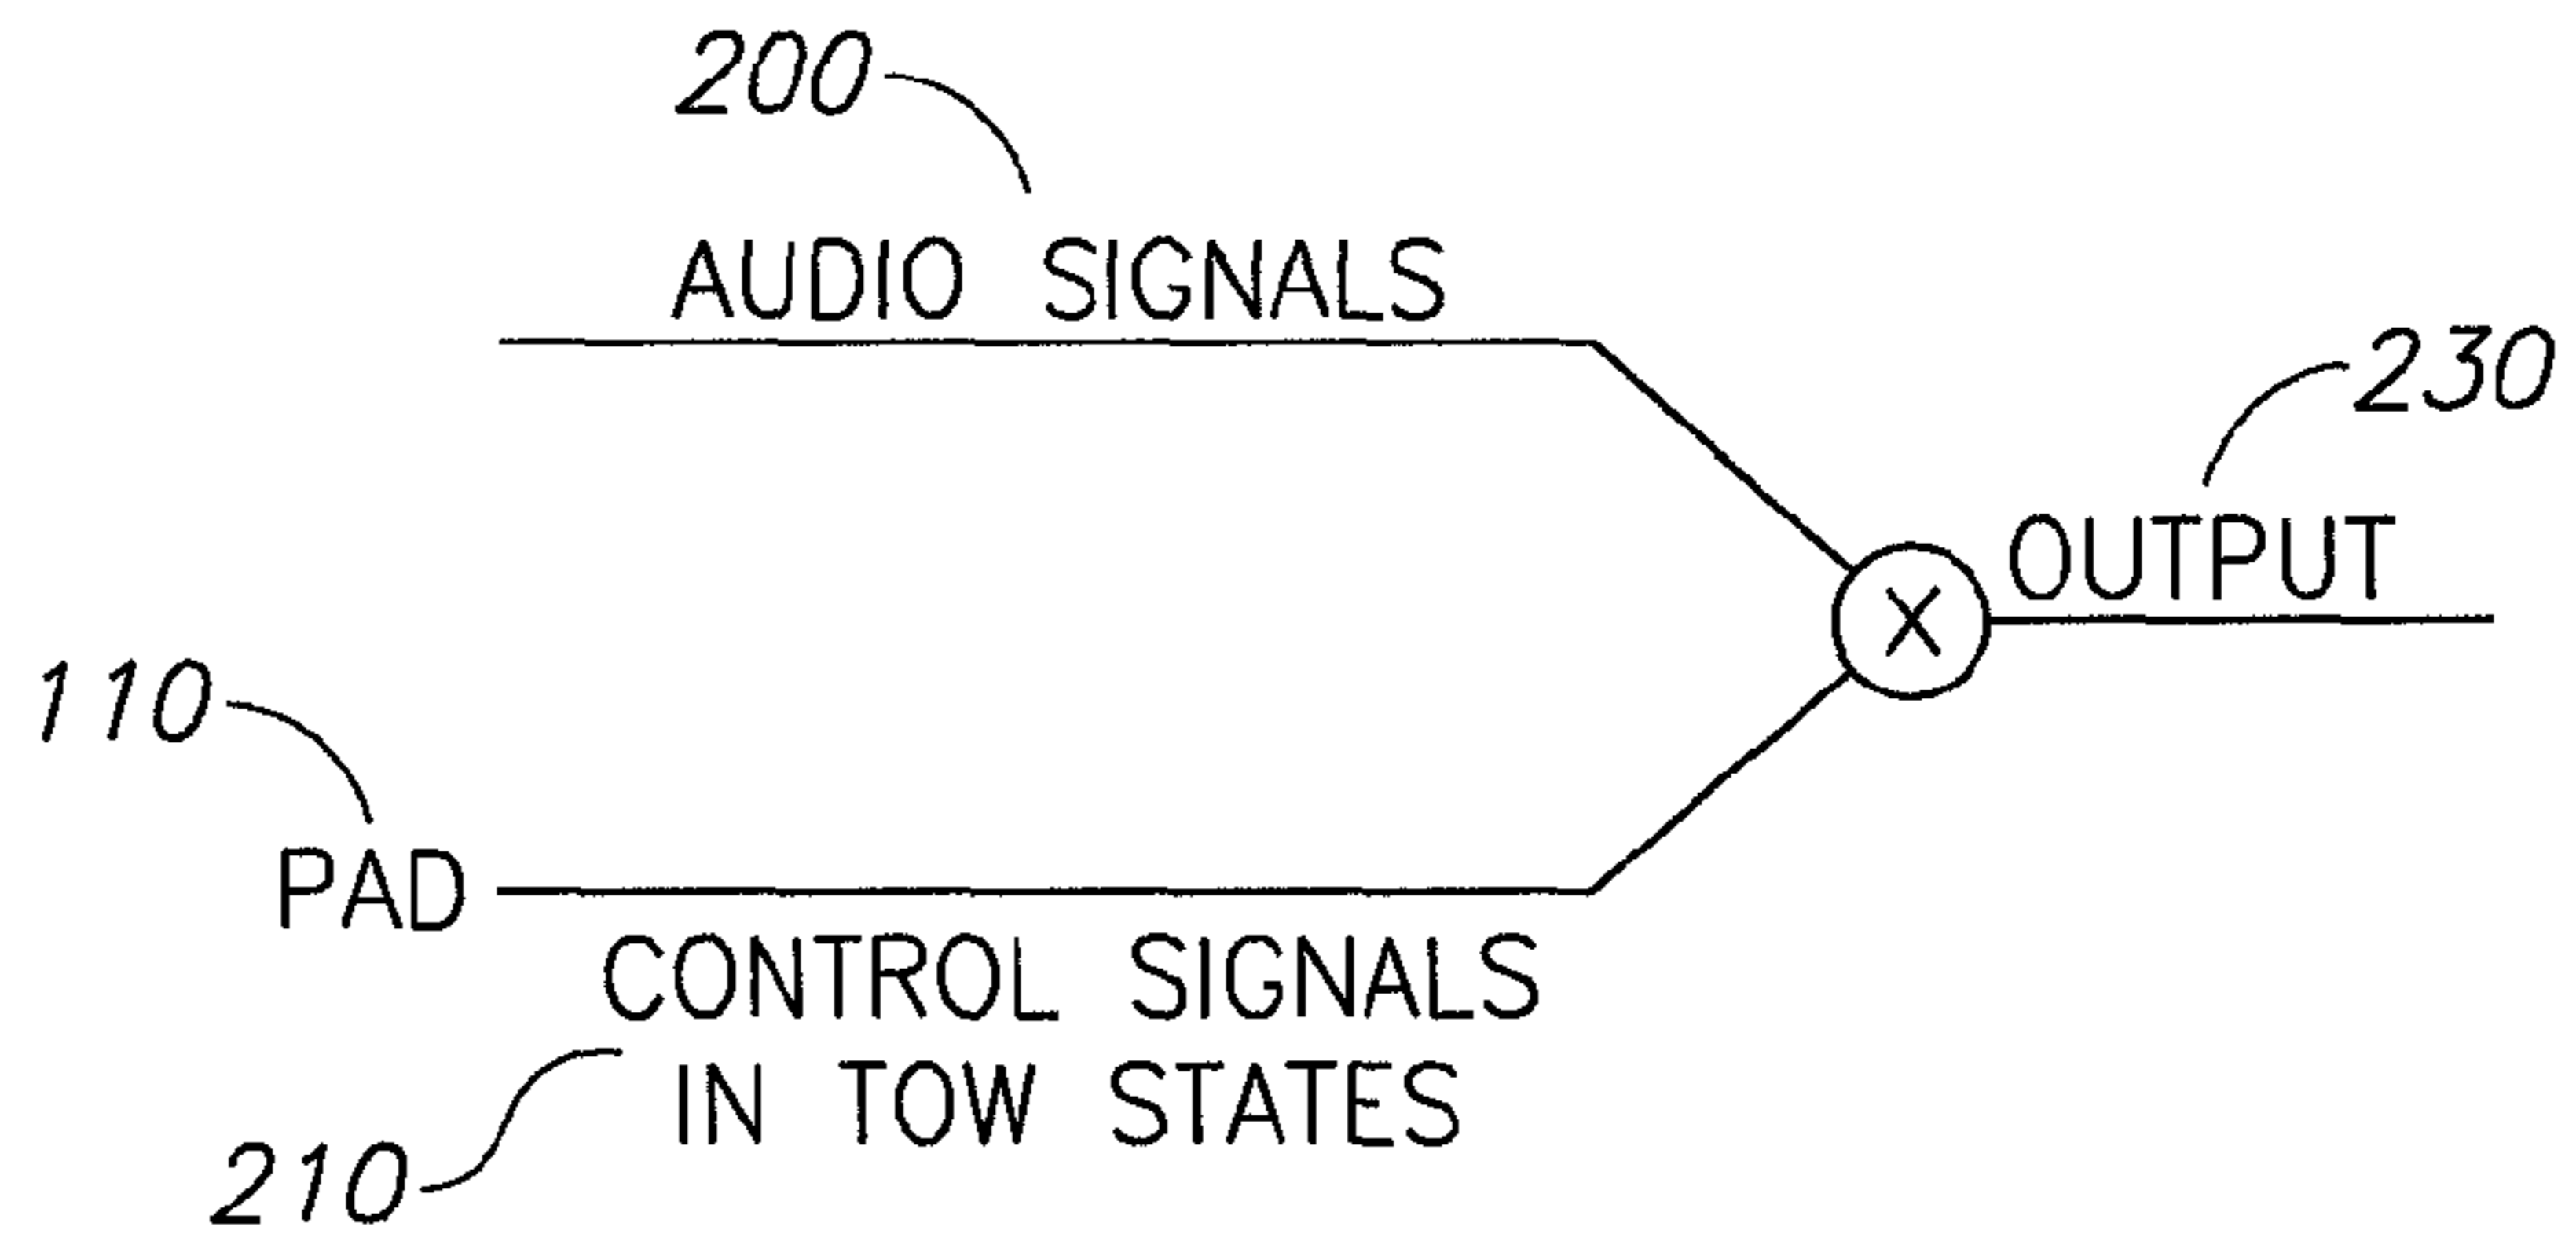 200
AUDIO SIGNALS
230
OUTPUT
X
110
PAD
CONTROL SIGNALS
IN TOW STATES
210